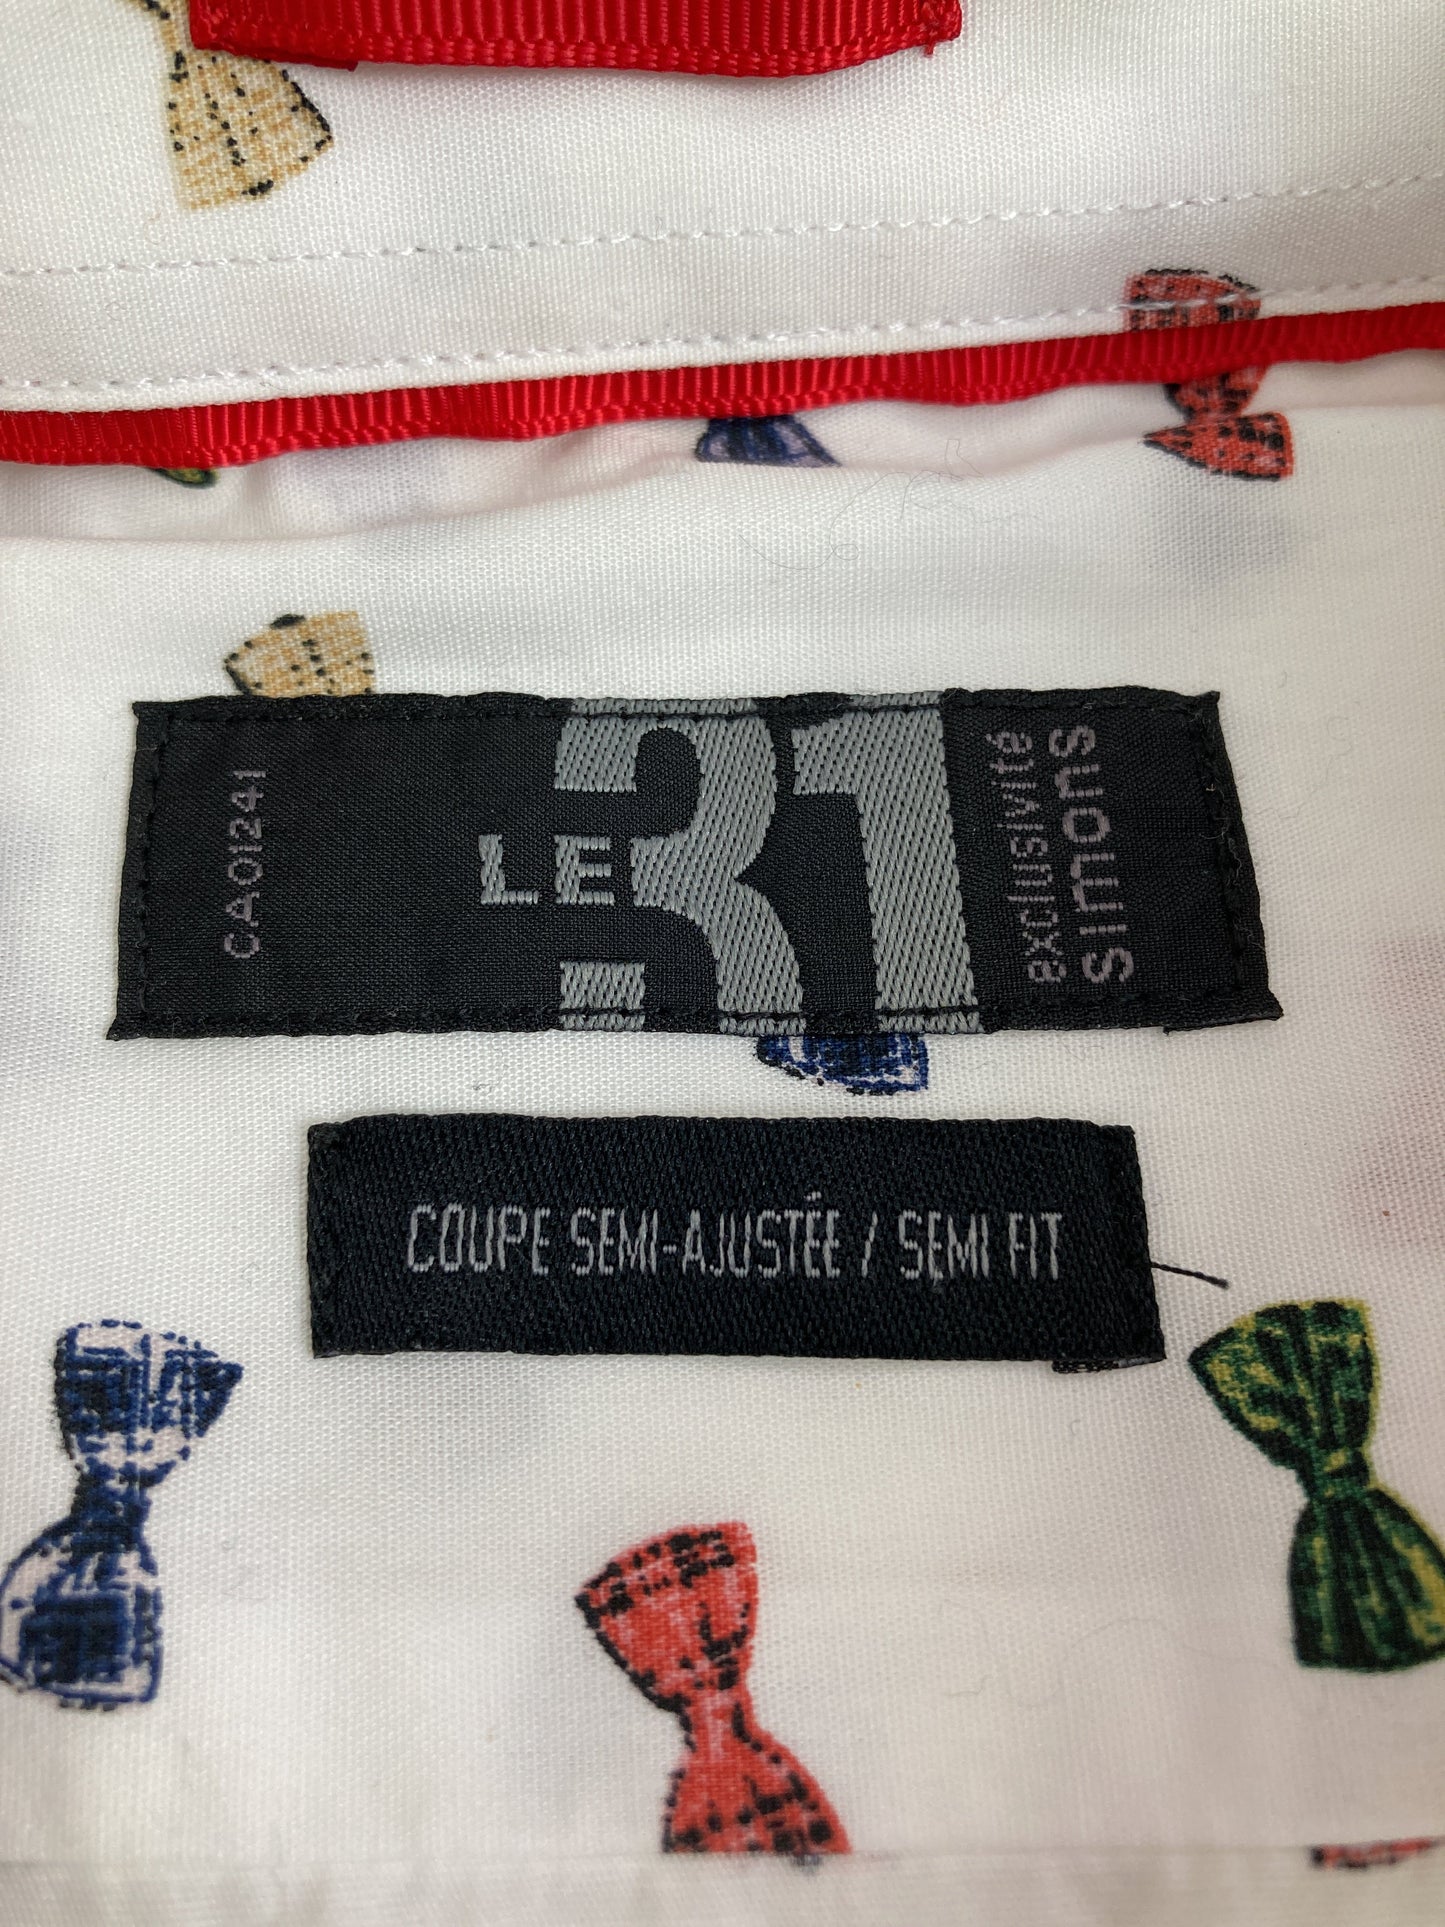 CA01241
LE 31
exclusivité
simons
COUPE SEMI-AJUSTÉE / SEMI FIT